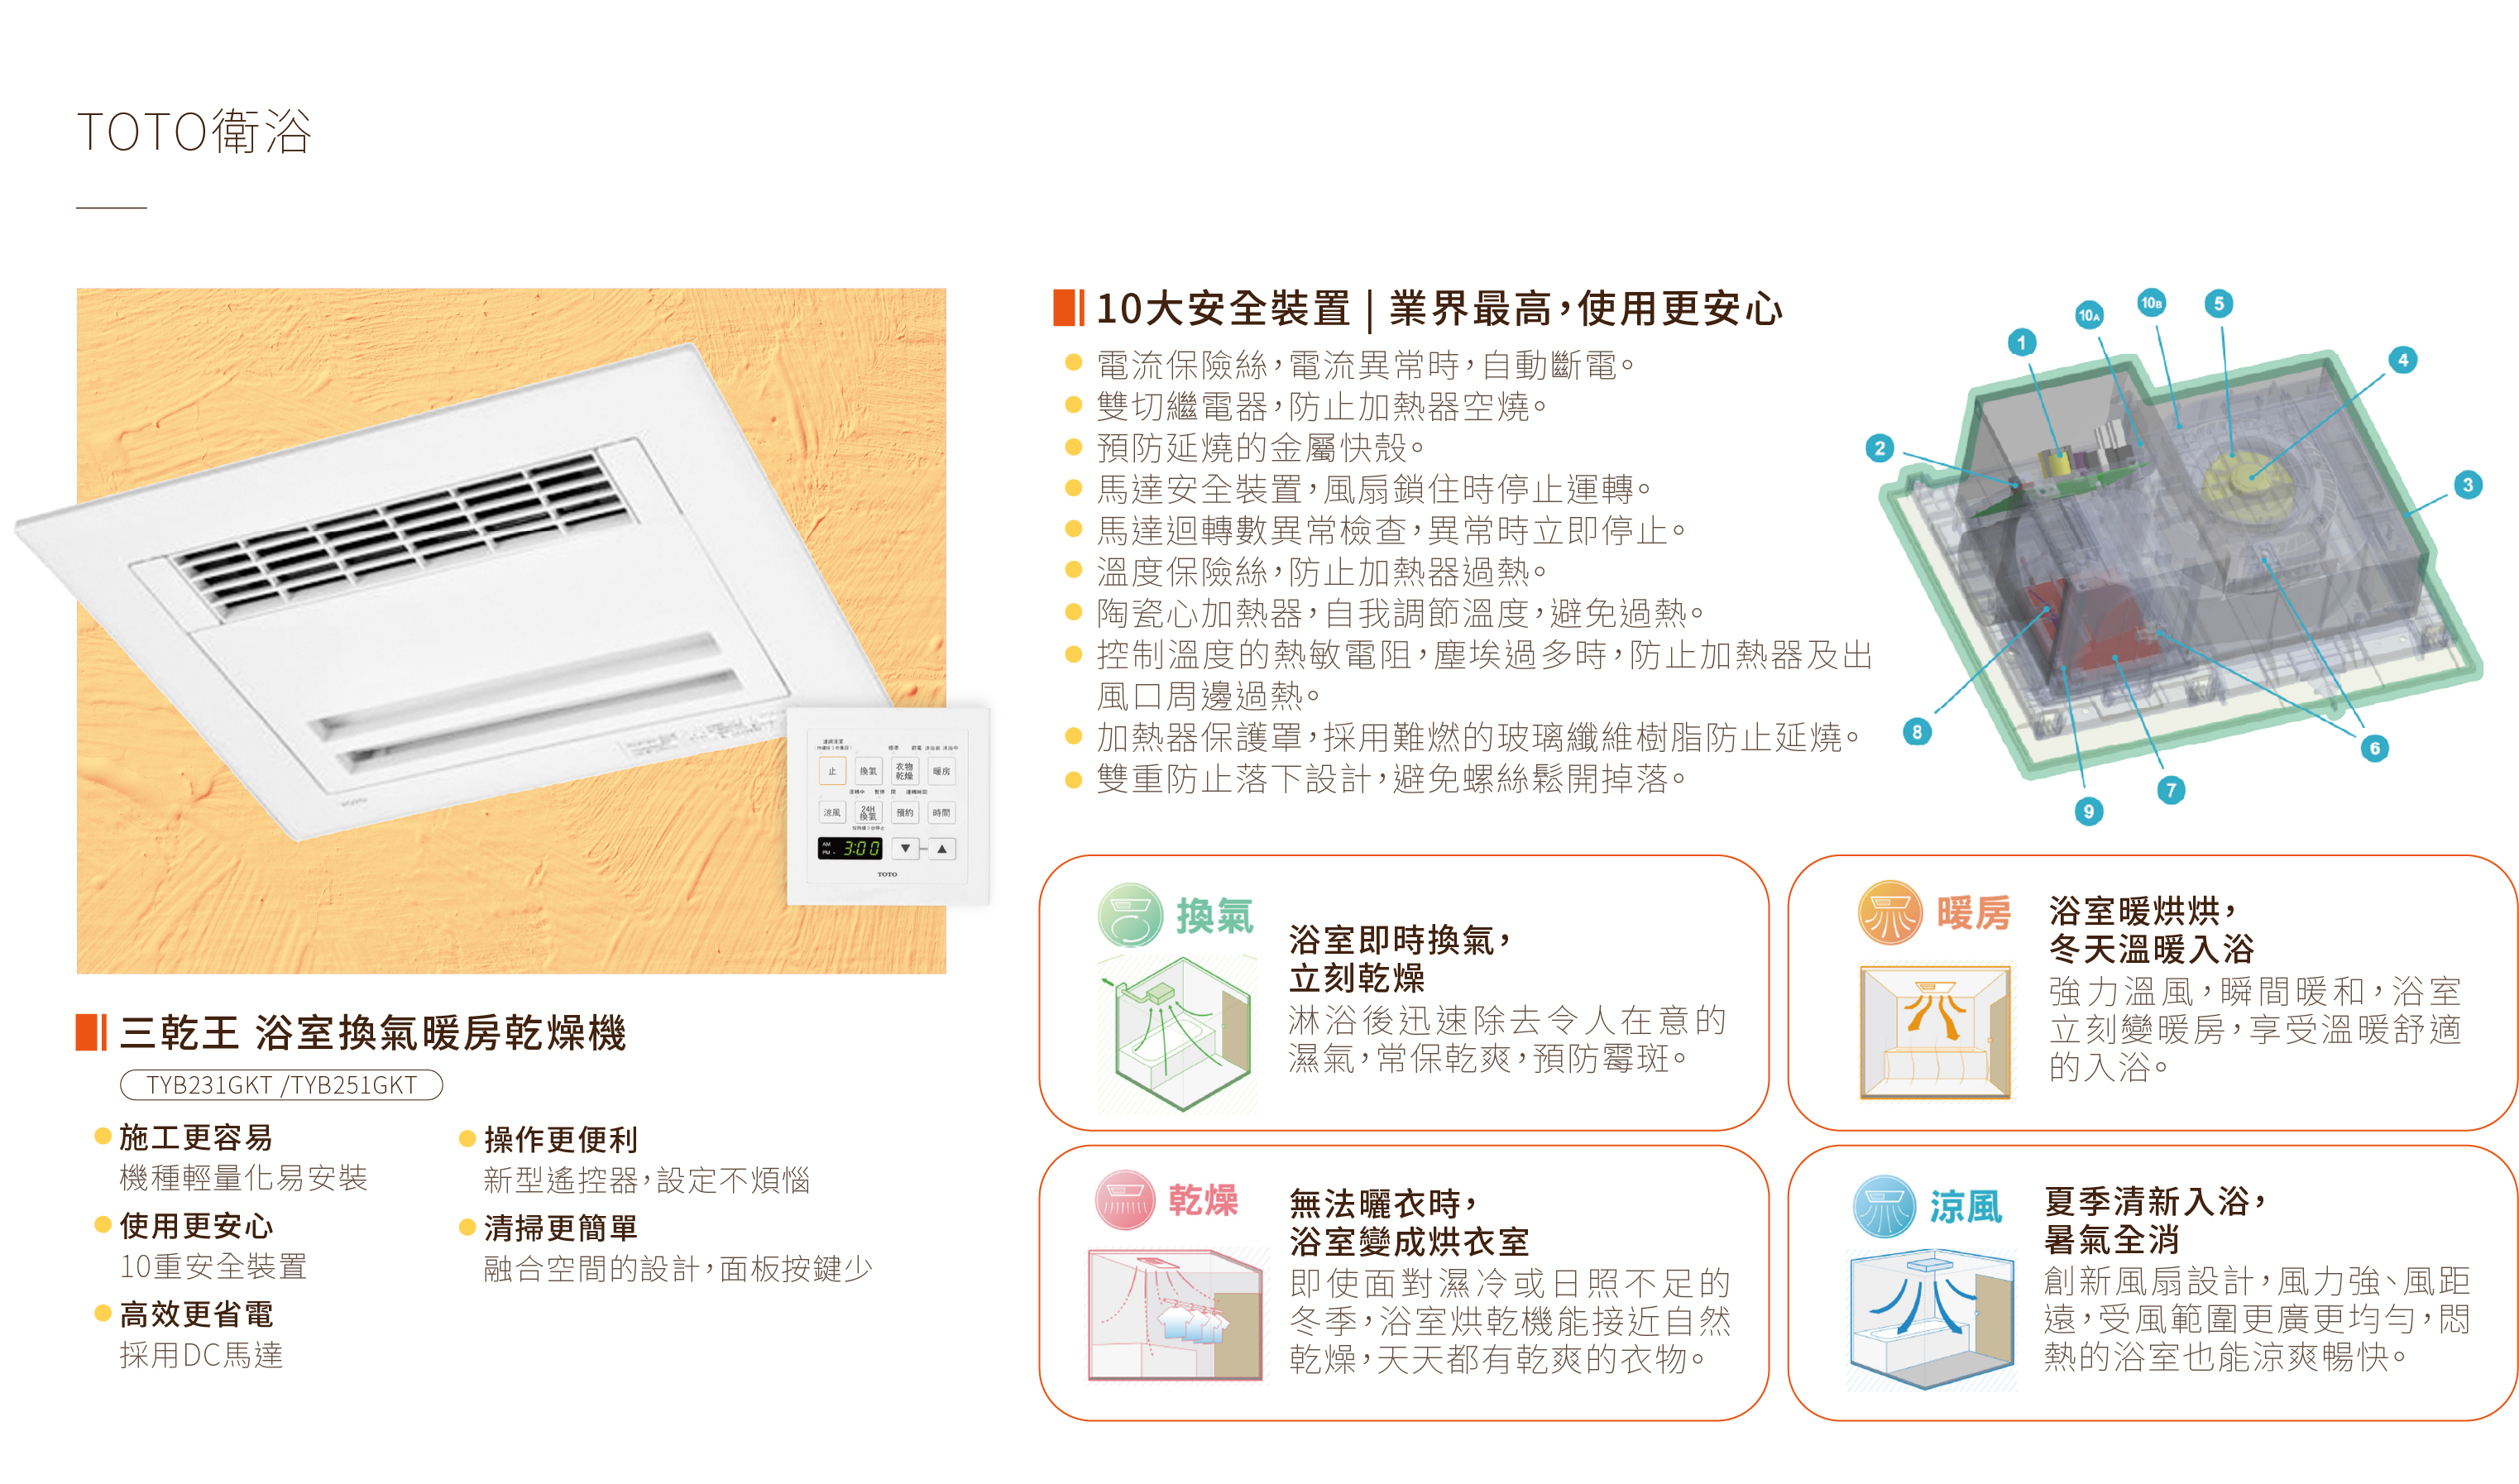 TOTO衛浴
止
換氣
衣物
乾燥
暖房
涼風
24H
換氣
預約
時間
AM
PM
3:00
TOTO
三乾王 浴室換氣暖房乾燥機
TYB231GKT /TYB251GKT
施工更容易
機種輕量化易安裝
使用更安心
10重安全裝置
高效更省電
採用DC馬達
操作更便利
新型遙控器，設定不煩惱
清掃更簡單
融合空間的設計，面板按鍵少
10大安全裝置 | 業界最高，使用更安心
電流保險絲，電流異常時，自動斷電。
雙切繼電器，防止加熱器空燒。
預防延燒的金屬快殼。
馬達安全裝置，風扇鎖住時停止運轉。
馬達迴轉數異常檢查，異常時立即停止。
溫度保險絲，防止加熱器過熱。
陶瓷心加熱器，自我調節溫度，避免過熱。
控制溫度的熱敏電阻，塵埃過多時，防止加熱器及出
風口周邊過熱。
加熱器保護罩，採用難燃的玻璃纖維樹脂防止延燒。
雙重防止落下設計，避免螺絲鬆開掉落。
1
10A
10B
5
4
2
3
8
6
7
9
換氣
浴室即時換氣，
立刻乾燥
淋浴後迅速除去令人在意的
濕氣，常保乾爽，預防霉斑。
暖房
浴室暖烘烘，
冬天溫暖入浴
強力溫風，瞬間暖和，浴室
立刻變暖房，享受溫暖舒適
的入浴。
乾燥
無法曬衣時，
浴室變成烘衣室
即使面對濕冷或日照不足的
冬季，浴室烘乾機能接近自然
乾燥，天天都有乾爽的衣物。
涼風
夏季清新入浴，
暑氣全消
創新風扇設計，風力強、風距
遠，受風範圍更廣更均勻，悶
熱的浴室也能涼爽暢快。